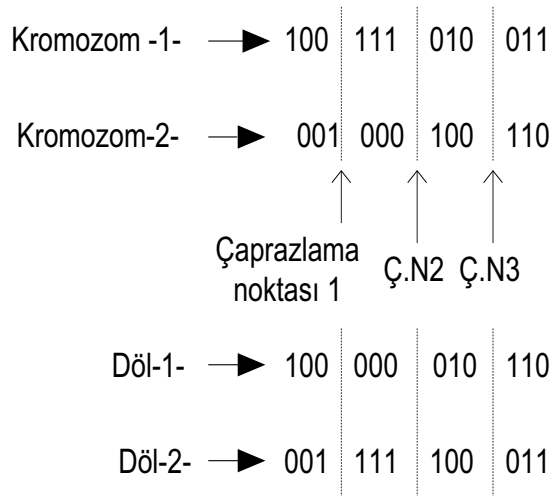 Kromozom -1- 100 111 010 011
Kromozom-2- 001 000 100 110
Çaprazlama
noktası 1
Ç.N2 Ç.N3
Döl-1- 100 000 010 110
Döl-2- 001 111 100 011